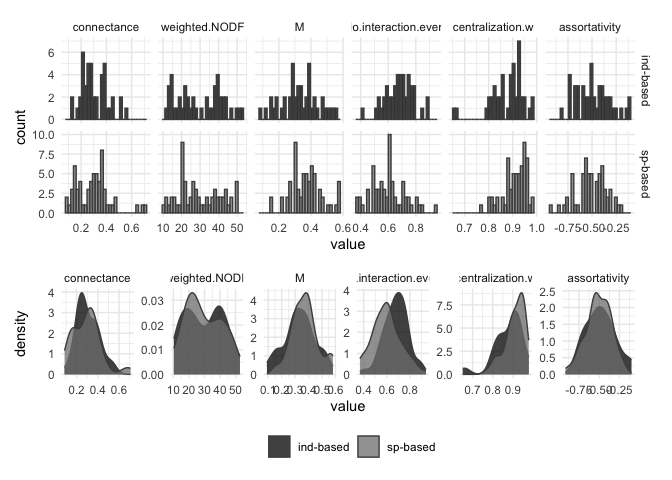 connectance weighted.NODF M o.interaction.ever centralization.w assortativity
6
4
2
0
ind-based
count
10.0
7.5
5.0
2.5
0.0
sp-based
0.2 0.4 0.6 10 20 30 40 50 0.2 0.4 0.6 0.4 0.6 0.8 0.7 0.8 0.9 1.0 -0.75 -0.50 -0.25
value
connectance weighted.NODI M .interaction.eve centralization.w assortativity
4 3 2 1 0
0.03 0.02 0.01 0.00
4 3 2 1 0
4 3 2 1 0
7.5 5.0 2.5 0.0
2.5 2.0 1.5 1.0 0.5 0.0
density
0.2 0.4 0.6 10 20 30 40 50 0.1 0.2 0.3 0.4 0.5 0.6 0.4 0.6 0.8 0.7 0.8 0.9 -0.75 -0.50 -0.25
value
ind-based sp-based